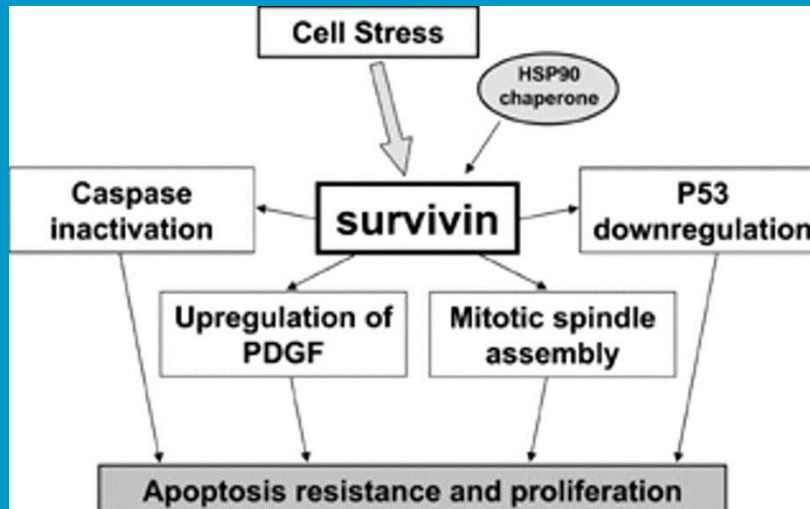 Cell Stress
HSP90
chaperone
Caspase
inactivation
survivin
P53
downregulation
Upregulation of
PDGF
Mitotic spindle
assembly
Apoptosis resistance and proliferation